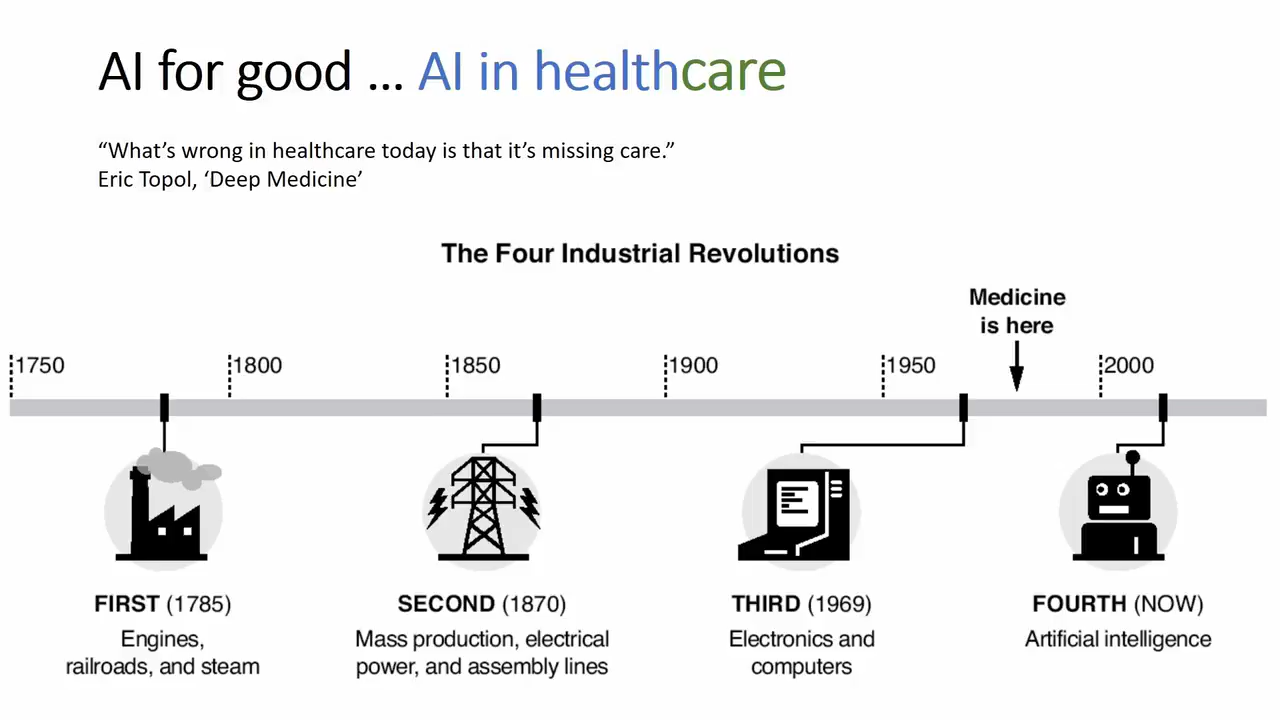 AI for good ... AI in healthcare
“What’s wrong in healthcare today is that it’s missing care.”
Eric Topol, ‘Deep Medicine’
The Four Industrial Revolutions
Medicine
is here
1750
1800
1850
1900
1950
2000
FIRST (1785)
Engines,
railroads, and steam
SECOND (1870)
Mass production, electrical
power, and assembly lines
THIRD (1969)
Electronics and
computers
FOURTH (NOW)
Artificial intelligence